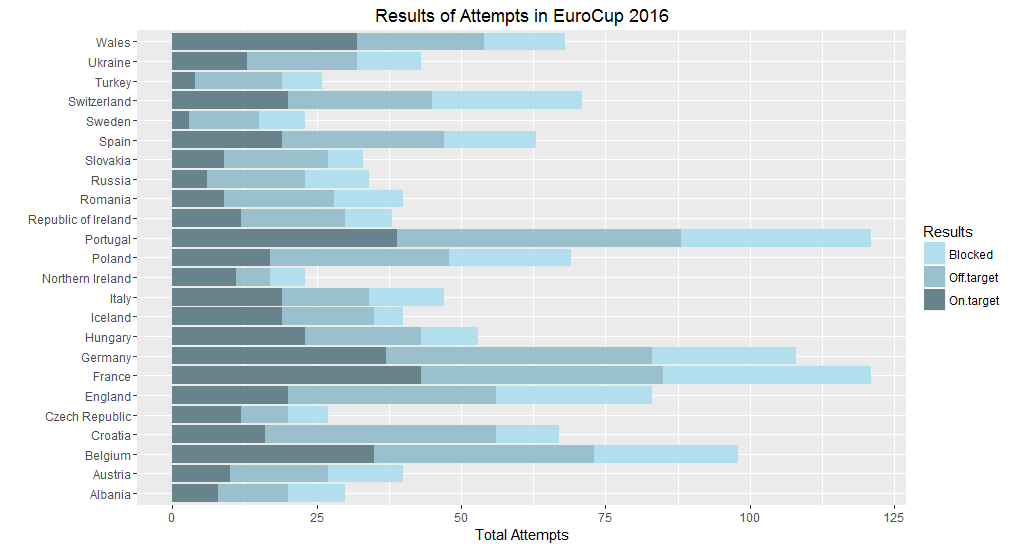 Results of Attempts in EuroCup 2016
Wales
Ukraine
Turkey
Switzerland
Sweden
Spain
Slovakia
Russia
Romania
Republic of Ireland
Portugal
Poland
Northern Ireland
Italy
Iceland
Hungary
Germany
France
England
Czech Republic
Croatia
Belgium
Austria
Albania
0 25 50 75 100 125
Total Attempts
Results
Blocked
Off.target
On.target